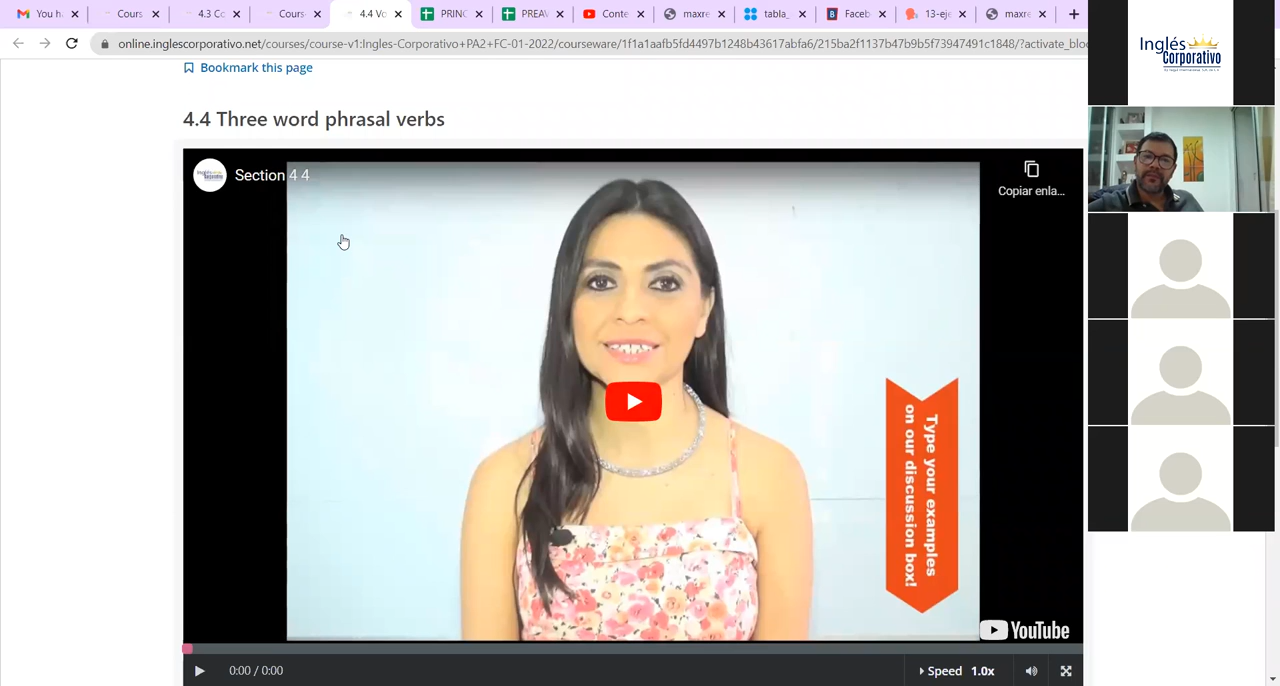 You ha
Cours
4.3 Co
Cours
4.4 Vo
PRINC
PREAV
Conte
maxre
tabla_
Faceb
13-eje
maxre
online.inglescorporativo.net/courses/course-v1:Ingles-Corporativo+PA2+FC-01-2022/courseware/1f1a1aafb5fd4497b1248b43617abfa6/215ba2f1137b47b9b5f73947491c1848/?activate_bloc
Bookmark this page
4.4 Three word phrasal verbs
Section 4 4
Copiar enla...
Type your examples
on our discussion box!
YouTube
0:00 / 0:00
Speed 1.0x
Inglés
Corporativo